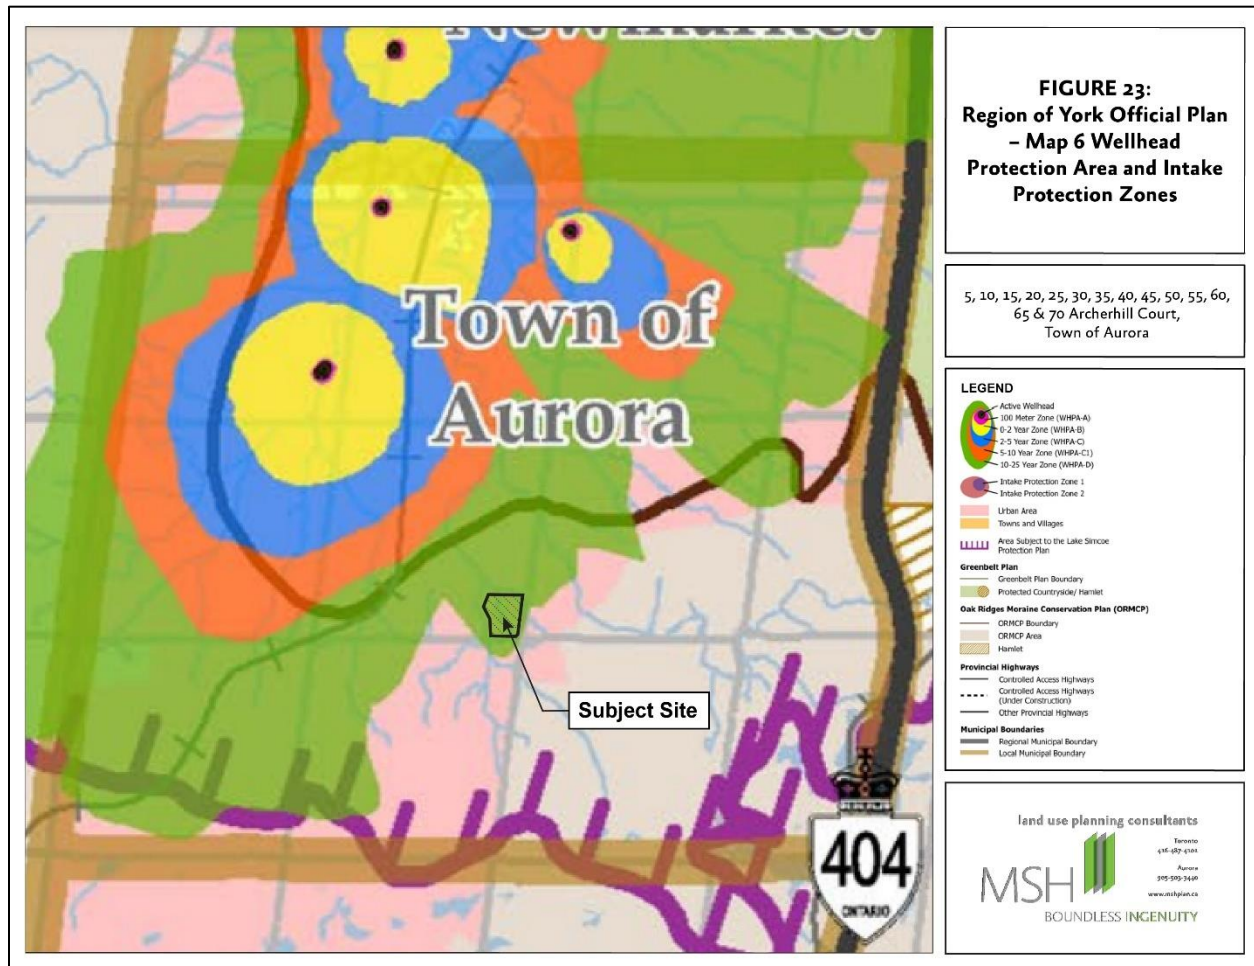 Newmarket
Town of
Aurora
Subject Site
404
ONTARIO
FIGURE 23:
Region of York Official Plan
– Map 6 Wellhead
Protection Area and Intake
Protection Zones
5, 10, 15, 20, 25, 30, 35, 40, 45, 50, 55, 60,
65 & 70 Archerhill Court,
Town of Aurora
LEGEND
Active Wellhead
100 Meter Zone (WHPA-A)
0-2 Year Zone (WHPA-B)
2-5 Year Zone (WHPA-C)
5-10 Year Zone (WHPA-C1)
10-25 Year Zone (WHPA-D)
Intake Protection Zone 1
Intake Protection Zone 2
Urban Area
Towns and Villages
Area Subject to the Lake Simcoe
Protection Plan
Greenbelt Plan
Greenbelt Plan Boundary
Protected Countryside/ Hamlet
Oak Ridges Moraine Conservation Plan (ORMCP)
ORMCP Boundary
ORMCP Area
Hamlet
Provincial Highways
Controlled Access Highways
Controlled Access Highways
(Under Construction)
Other Provincial Highways
Municipal Boundaries
Regional Municipal Boundary
Local Municipal Boundary
land use planning consultants
Toronto
416-487-4101
Aurora
905-503-3440
www.mshplan.ca
MSH
BOUNDLESS INGENUITY